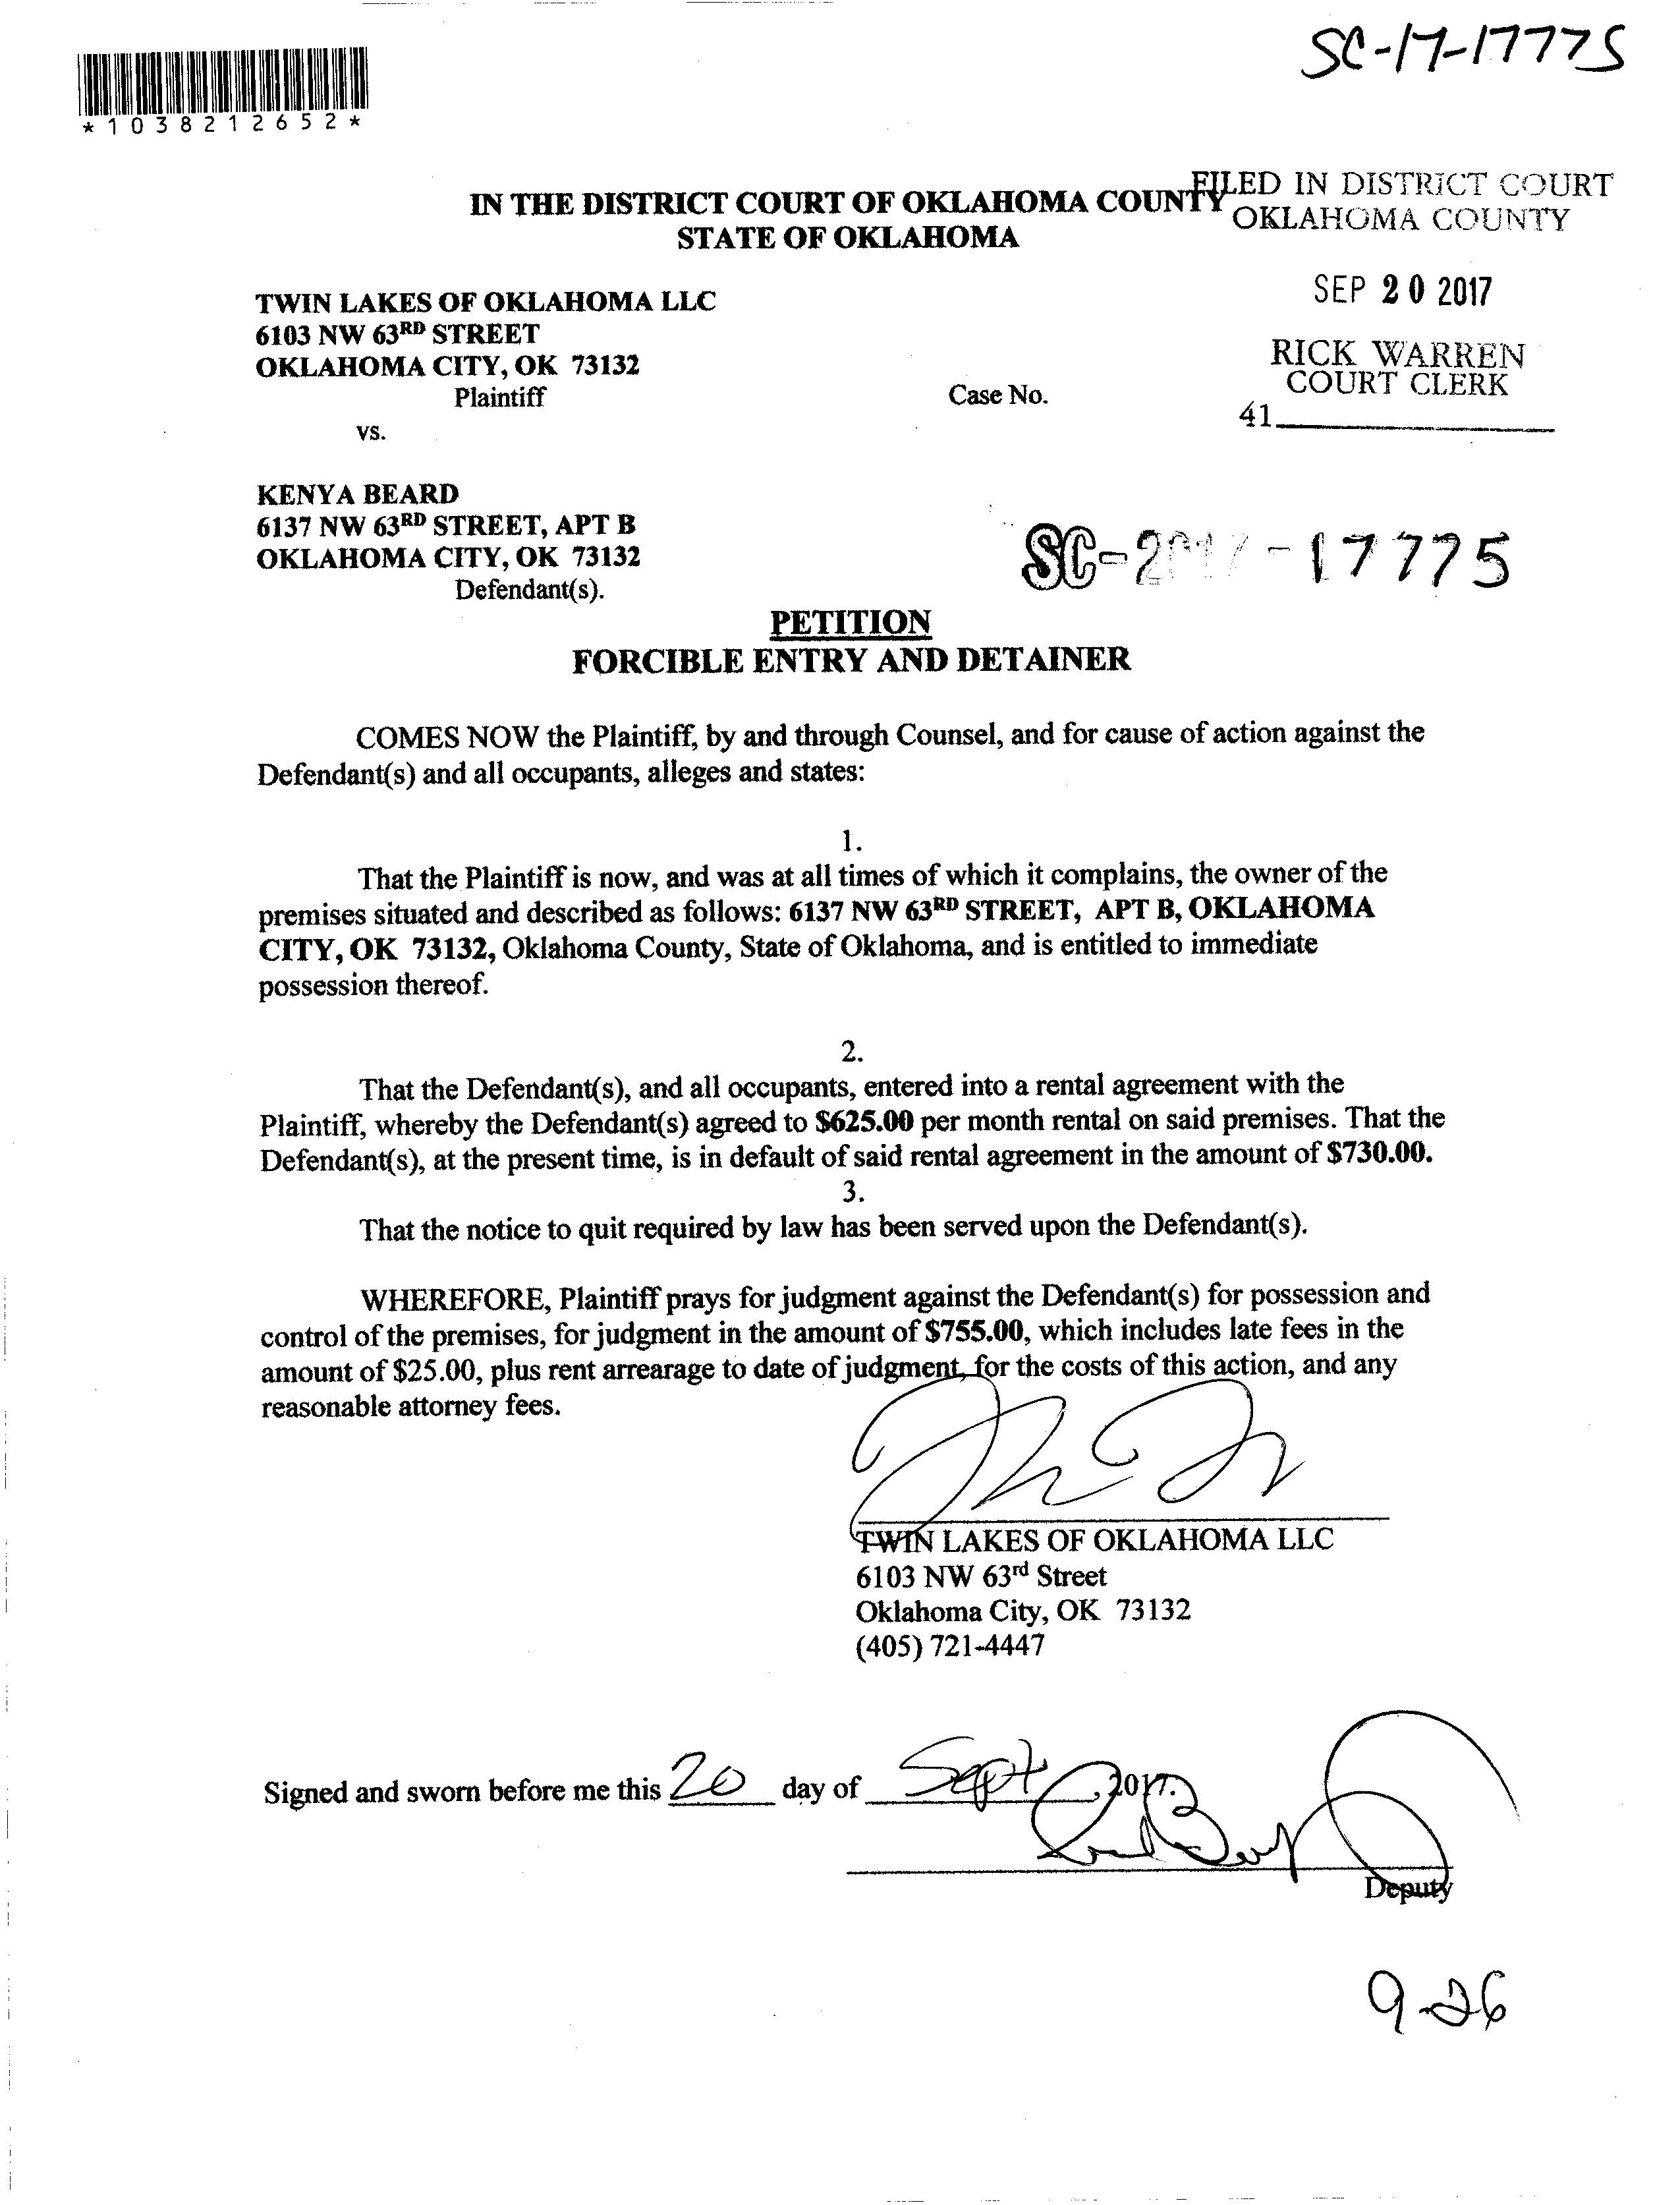 SC-17-17775
*1038212652*
FILED IN DISTRICT COURT
OKLAHOMA COUNTY
IN THE DISTRICT COURT OF OKLAHOMA COUNTY
STATE OF OKLAHOMA
SEP 20 2017
TWIN LAKES OF OKLAHOMA LLC
6103 NW 63RD STREET
OKLAHOMA CITY, OK 73132
Plaintiff
RICK WARREN
COURT CLERK
Case No.
41
vs.
KENYA BEARD
6137 NW 63RD STREET, APT B
OKLAHOMA CITY, OK 73132
Defendant(s).
SC-2017-17775
PETITION
FORCIBLE ENTRY AND DETAINER
COMES NOW the Plaintiff, by and through Counsel, and for cause of action against the
Defendant(s) and all occupants, alleges and states:
1.
That the Plaintiff is now, and was at all times of which it complains, the owner of the
premises situated and described as follows: 6137 NW 63RD STREET, APT B, OKLAHOMA
CITY, OK 73132, Oklahoma County, State of Oklahoma, and is entitled to immediate
possession thereof.
2.
That the Defendant(s), and all occupants, entered into a rental agreement with the
Plaintiff, whereby the Defendant(s) agreed to $625.00 per month rental on said premises. That the
Defendant(s), at the present time, is in default of said rental agreement in the amount of $730.00.
3.
That the notice to quit required by law has been served upon the Defendant(s).
WHEREFORE, Plaintiff prays for judgment against the Defendant(s) for possession and
control of the premises, for judgment in the amount of $755.00, which includes late fees in the
amount of $25.00, plus rent arrearage to date of judgment, for the costs of this action, and any
reasonable attorney fees.
TWIN LAKES OF OKLAHOMA LLC
6103 NW 63rd Street
Oklahoma City, OK 73132
(405) 721-4447
Signed and sworn before me this 20 day of Sept, 2017.
Deputy
9-26